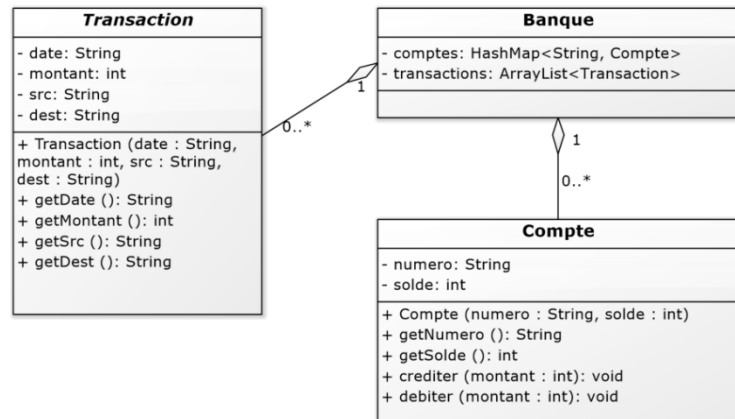 Transaction
- date: String
- montant: int
- src: String
- dest: String
+ Transaction (date : String,
montant : int, src : String,
dest : String)
+ getDate (): String
+ getMontant (): int
+ getSrc (): String
+ getDest (): String
1
0..*
Banque
- comptes: HashMap<String, Compte>
- transactions: ArrayList<Transaction>
1
0..*
Compte
- numero: String
- solde: int
+ Compte (numero : String, solde : int)
+ getNumero (): String
+ getSolde (): int
+ crediter (montant : int): void
+ debiter (montant : int): void